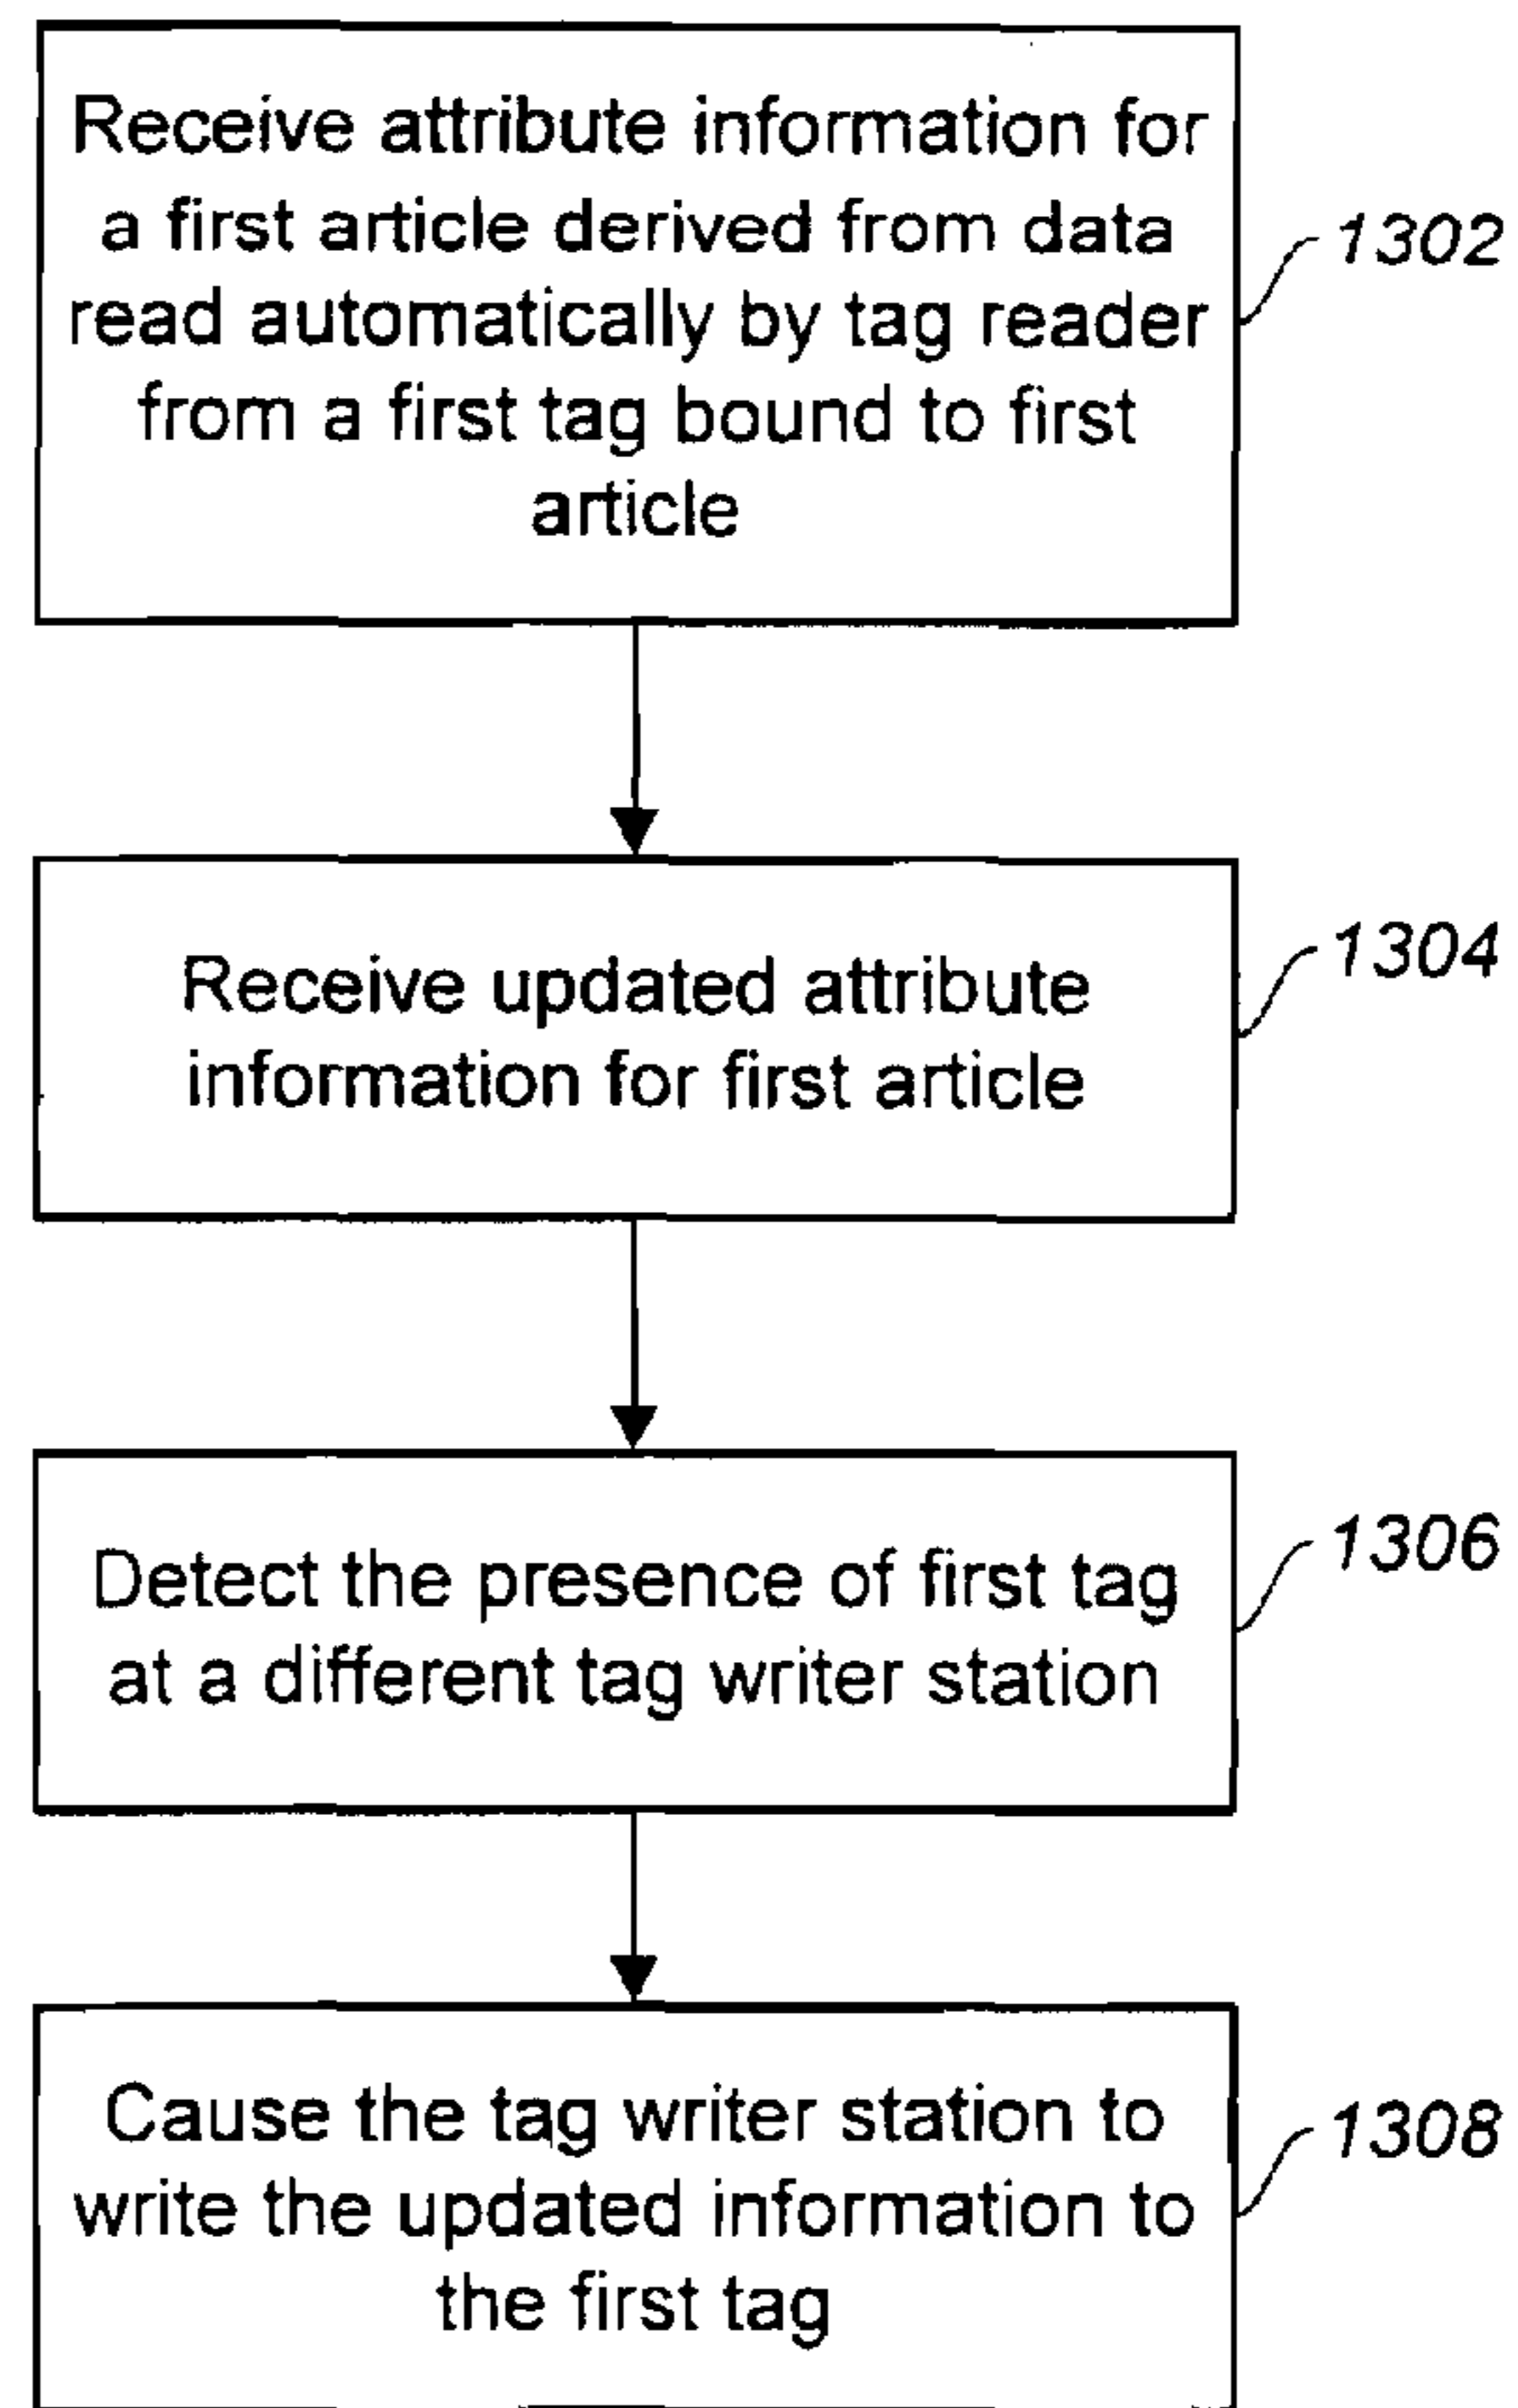 Receive attribute information for
a first article derived from data
read automatically by tag reader
from a first tag bound to first
article
1302
Receive updated attribute
information for first article
1304
Detect the presence of first tag
at a different tag writer station
1306
Cause the tag writer station to
write the updated information to
the first tag
1308